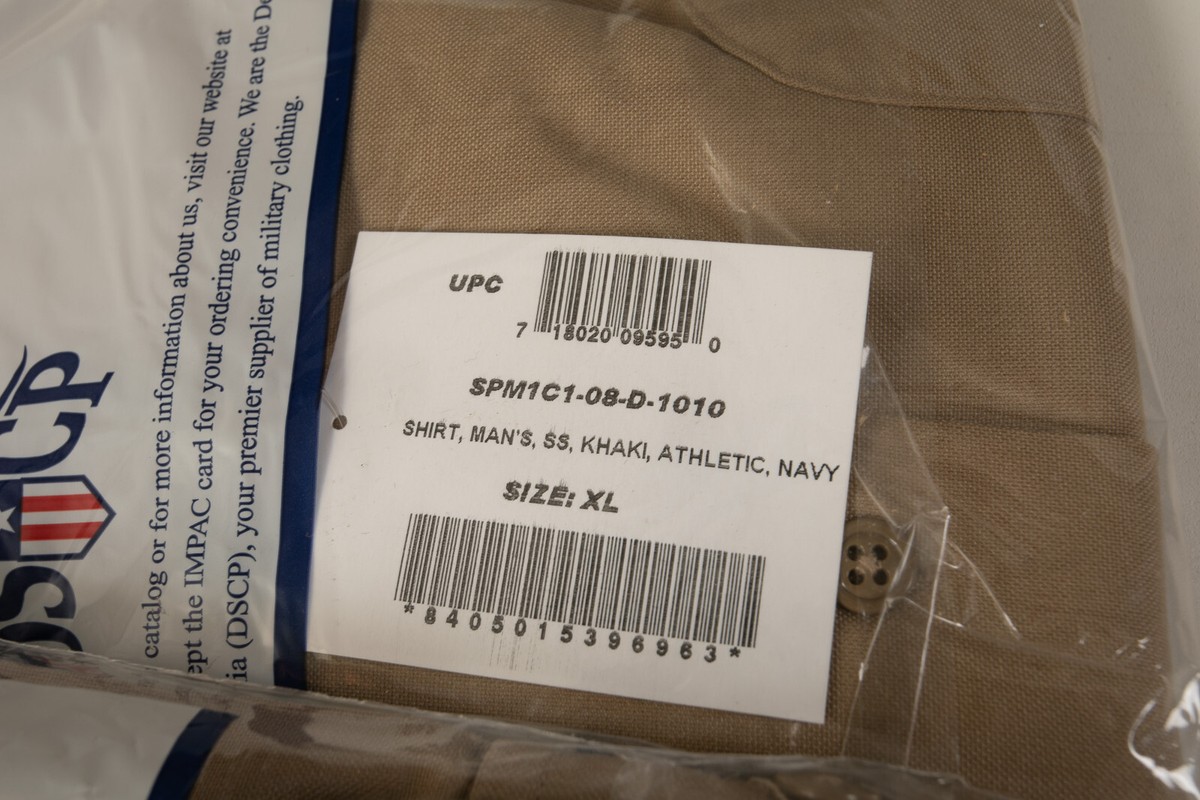 catalog or for more information about us, visit our website at
ept the IMPAC card for your ordering convenience. We are the De
ia (DSCP), your premier supplier of military clothing.
DSCP
UPC
7 18020 09595 0
SPM1C1-08-D-1010
SHIRT, MAN'S, SS, KHAKI, ATHLETIC, NAVY
SIZE: XL
*8405015396963*